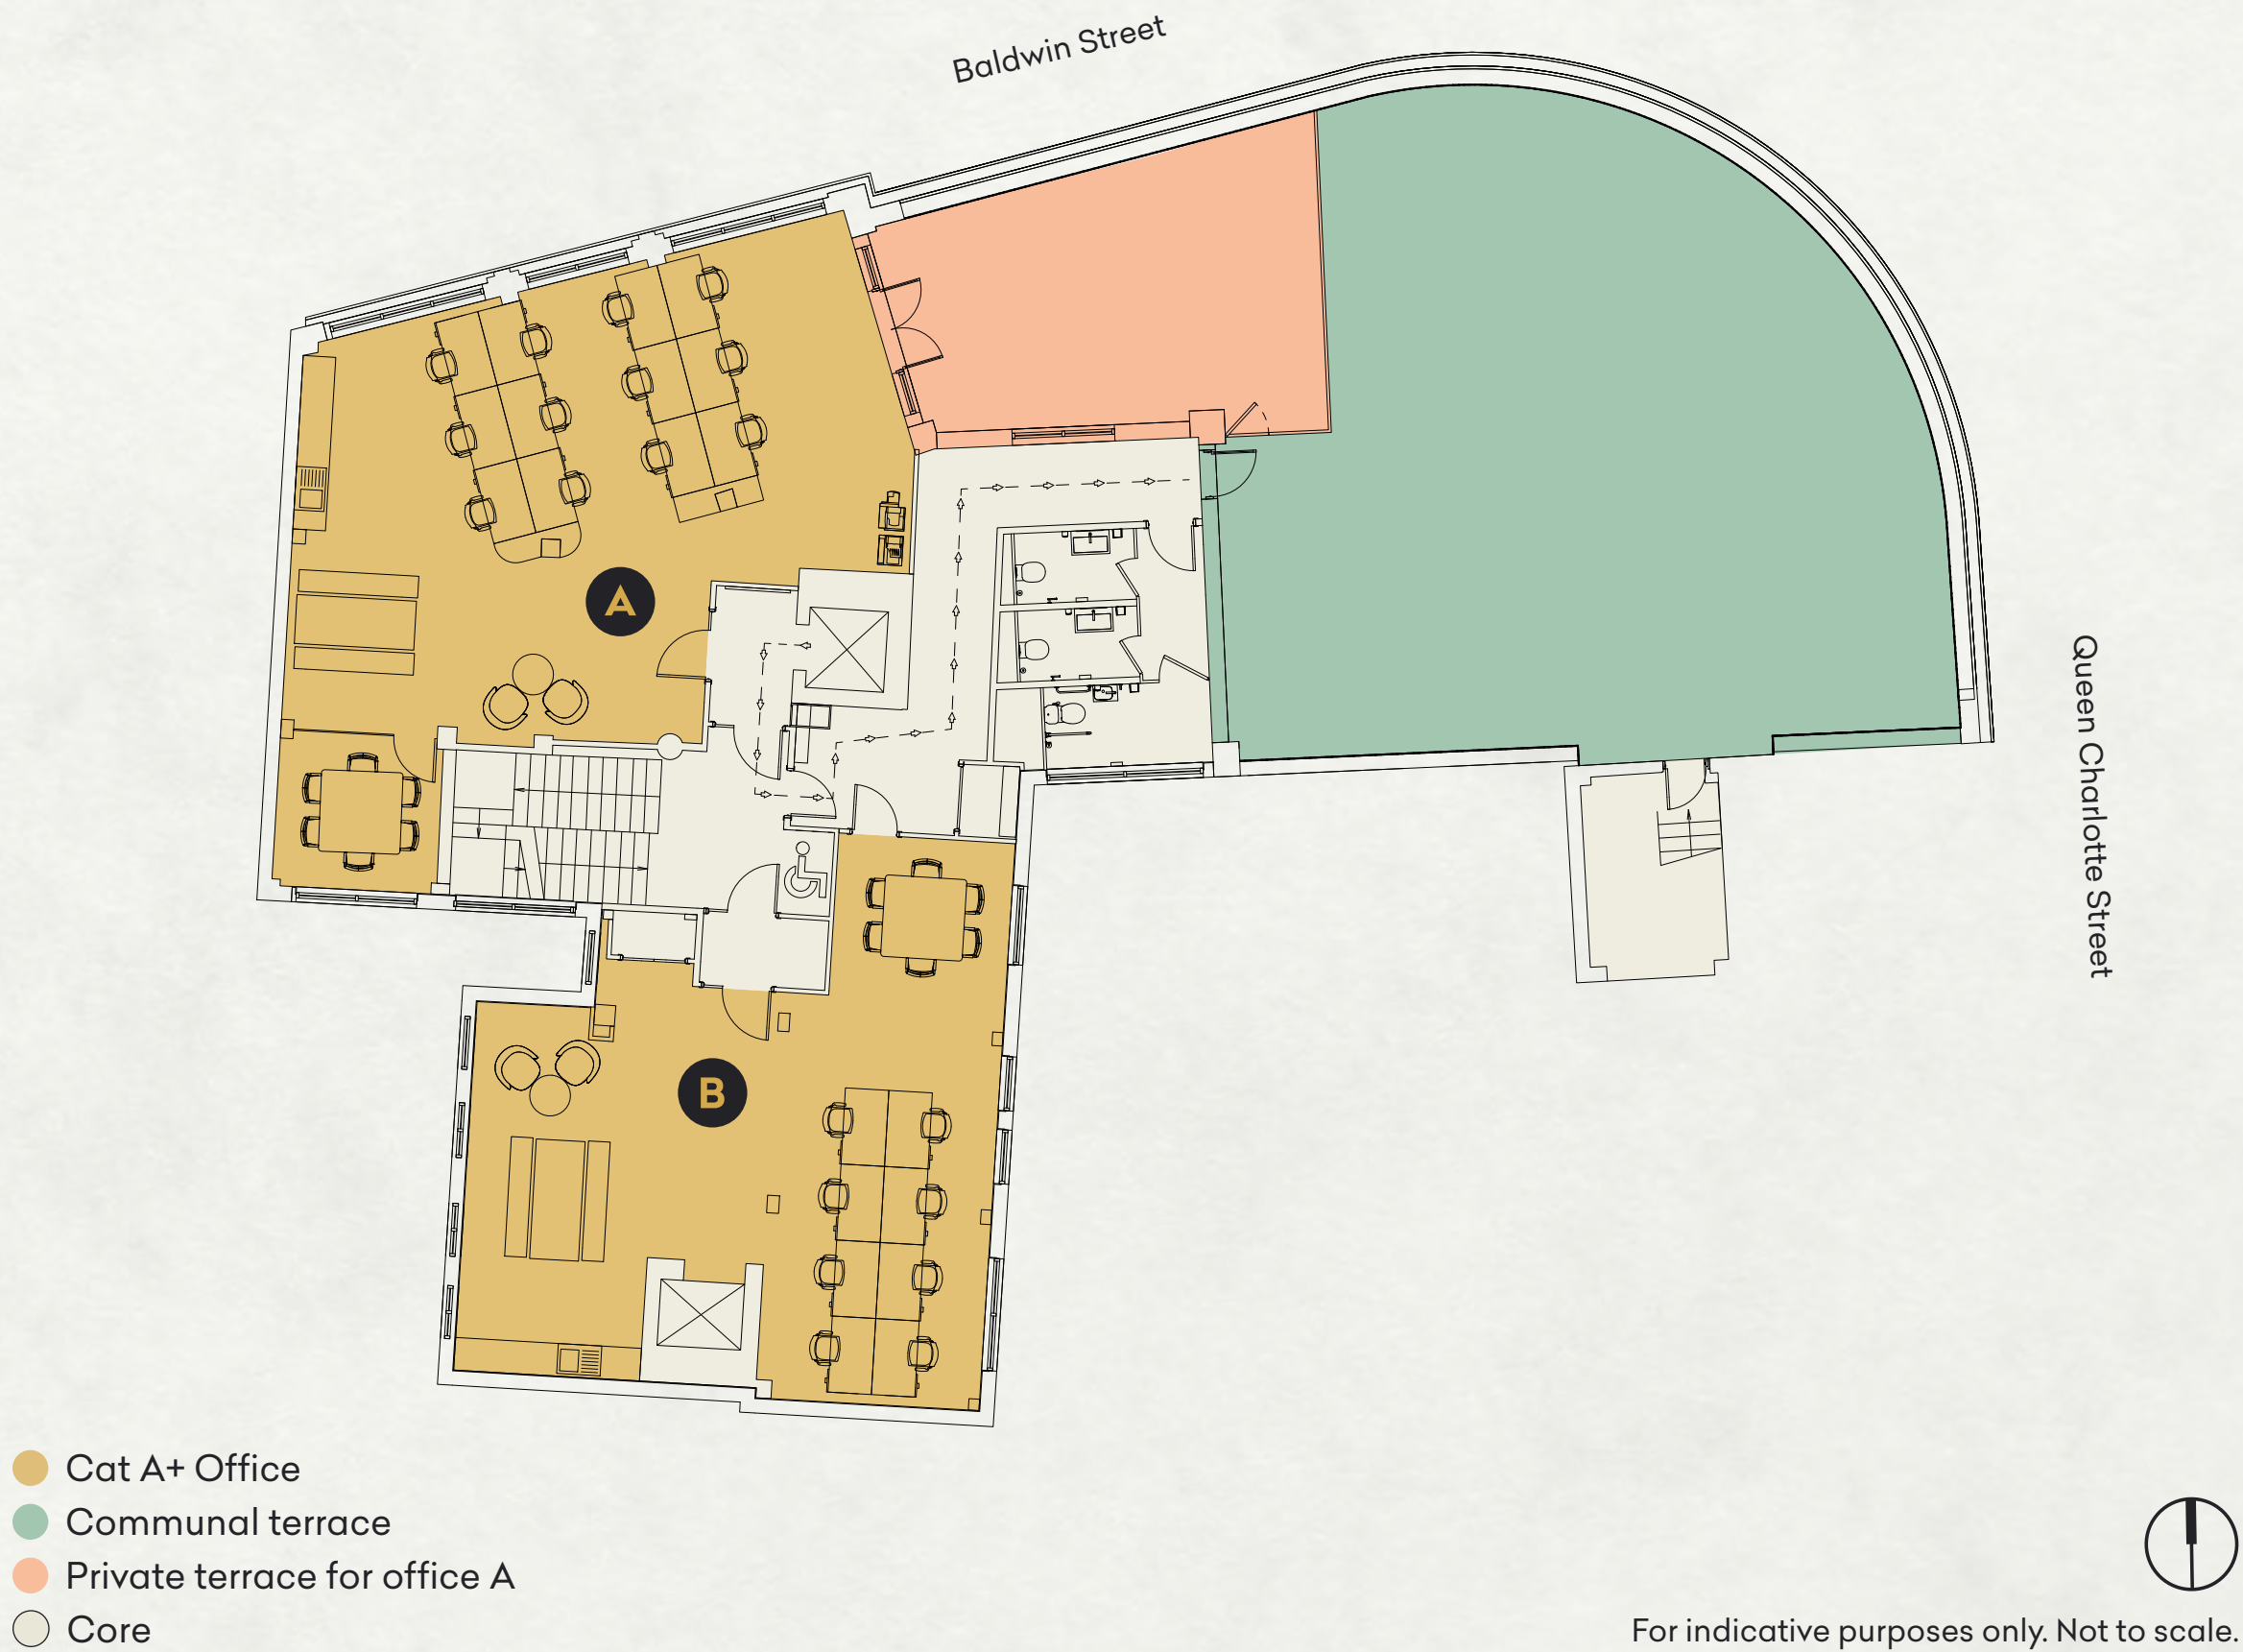 Baldwin Street
A
Queen Charlotte Street
B
Cat A+ Office
Communal terrace
Private terrace for office A
Core
For indicative purposes only. Not to scale.